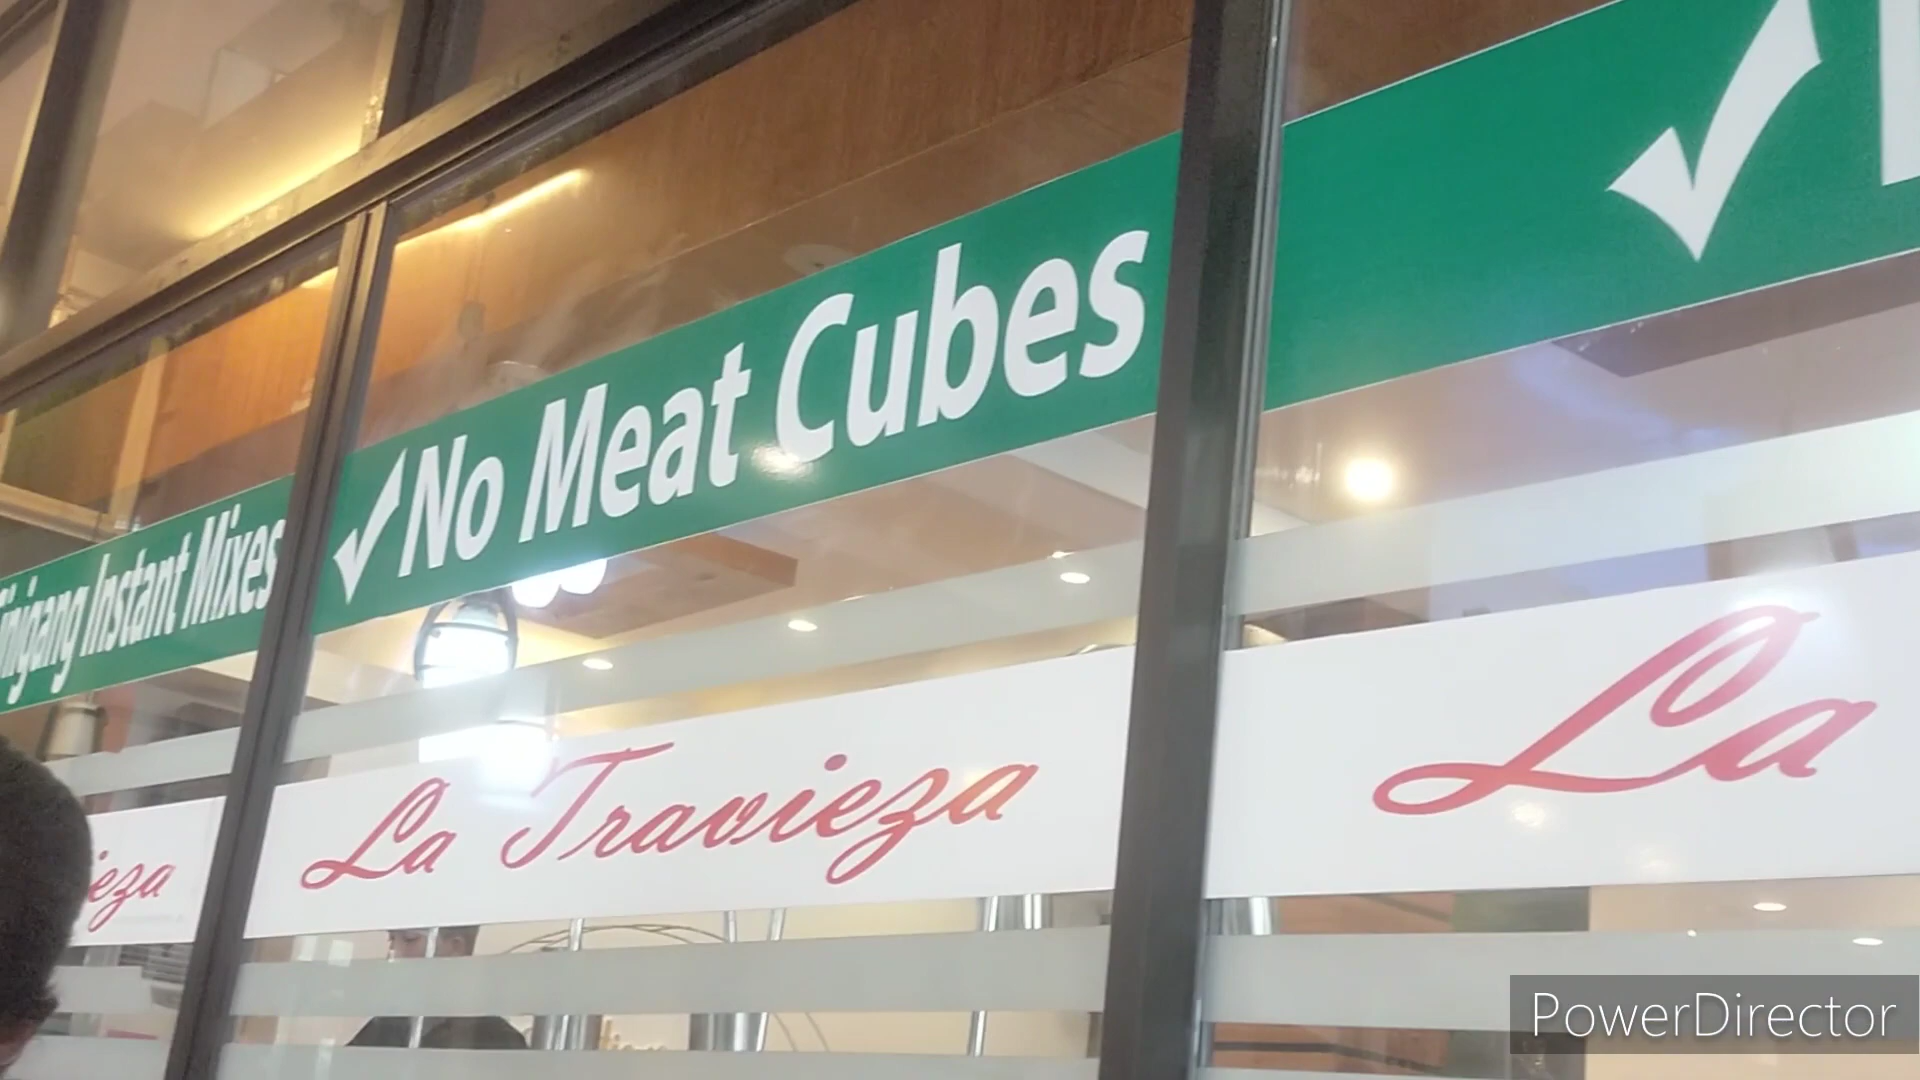 Instant Mixes
✓No Meat Cubes
✓
La Travieza
La
PowerDirector